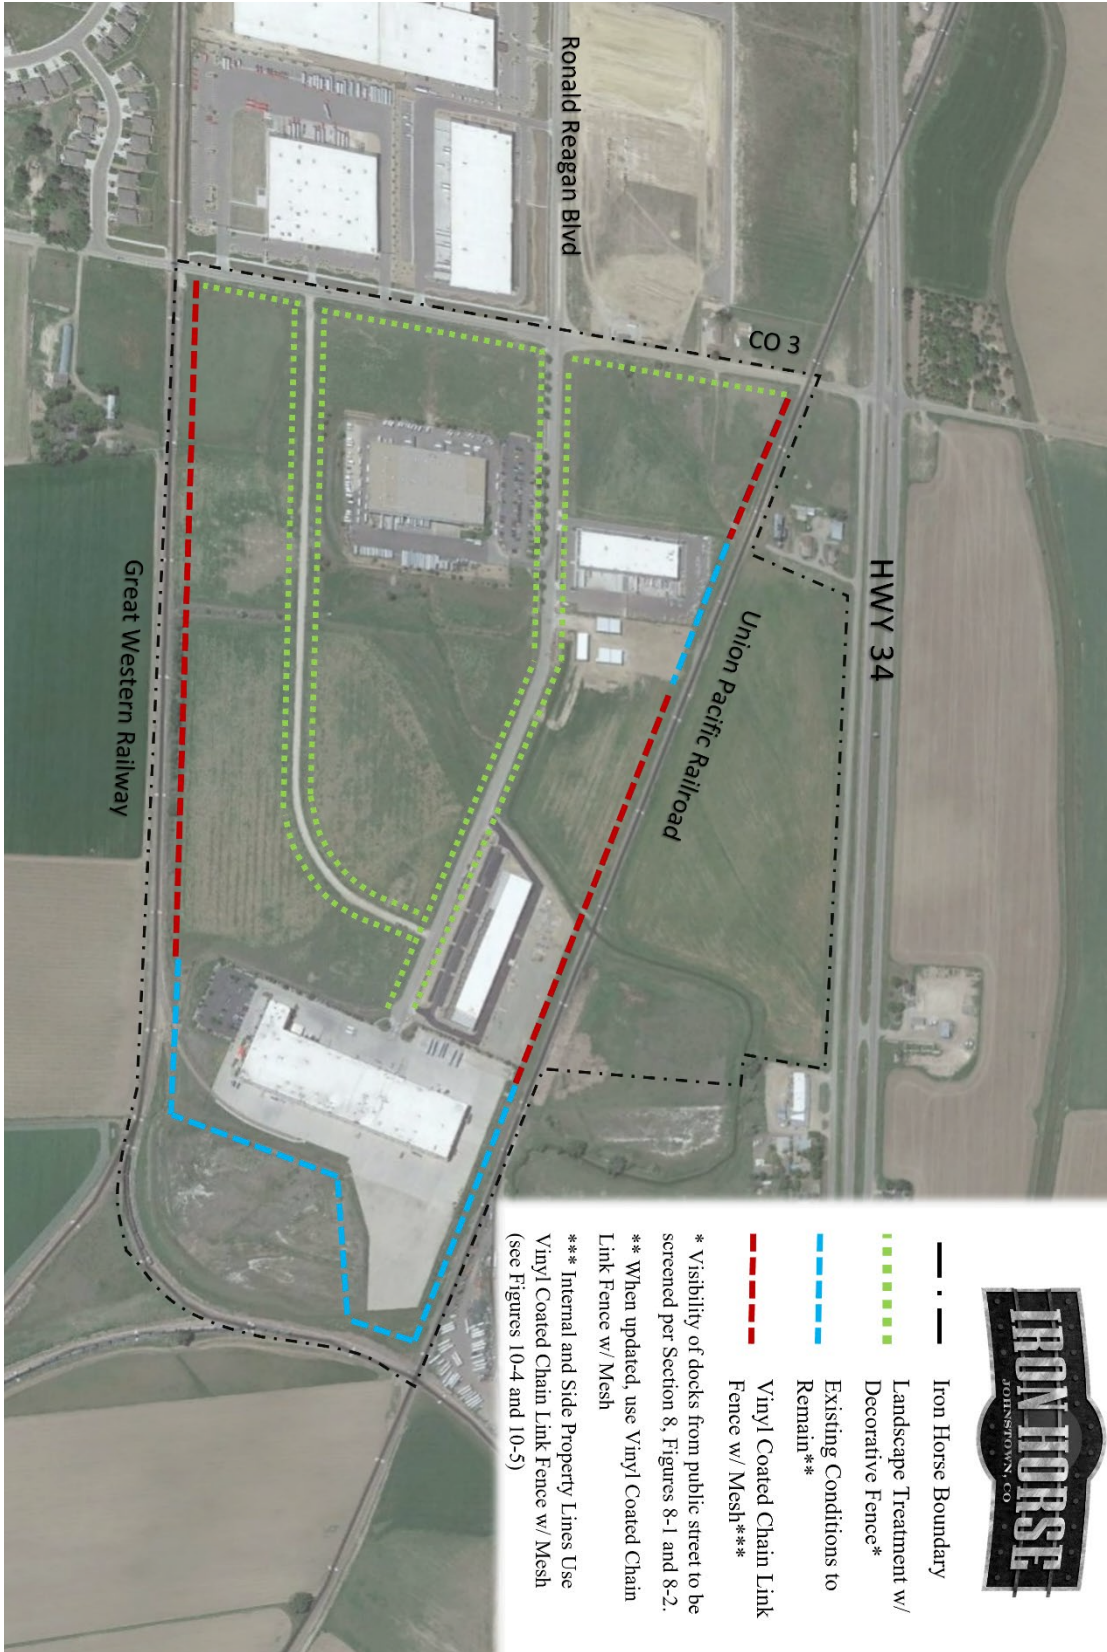 IRON HORSE
JOHNSTOWN, CO
Iron Horse Boundary
Landscape Treatment w/
Decorative Fence*
Existing Conditions to
Remain**
Vinyl Coated Chain Link
Fence w/ Mesh***
* Visibility of docks from public street to be
screened per Section 8, Figures 8-1 and 8-2.
** When updated, use Vinyl Coated Chain
Link Fence w/ Mesh
*** Internal and Side Property Lines Use
Vinyl Coated Chain Link Fence w/ Mesh
(see Figures 10-4 and 10-5)
HWY 34
CO 3
Union Pacific Railroad
Ronald Reagan Blvd
Great Western Railway